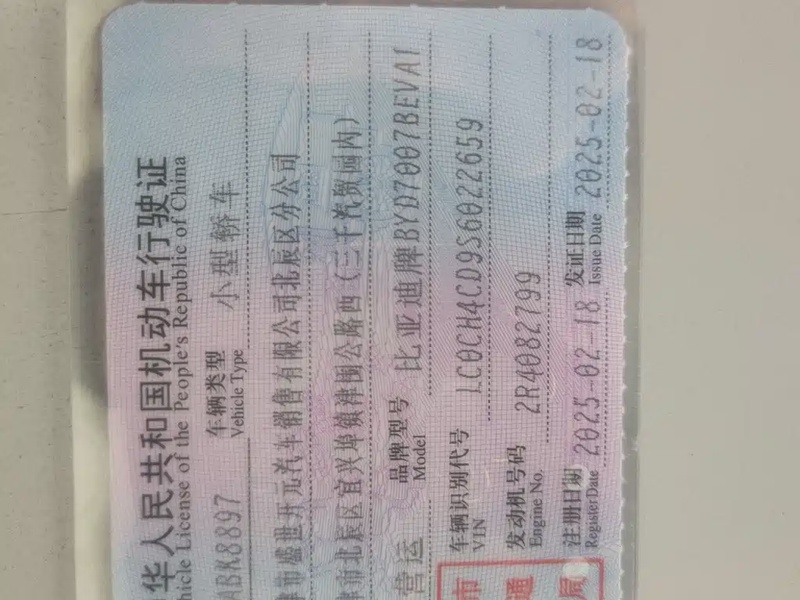 华人民共和国机动车行驶证
hicle License of the People's Republic of China
ABK8897 车辆类型 小型轿车
Vehicle Type
津市盛世开元汽车销售有限公司北辰区分公司
津市北辰区宜兴埠镇津围公路西(三千汽贸园内)
营运 品牌型号 比亚迪牌BYD7007BEVA1
Model
车辆识别代号 LC0CH4CD9S6022659
VIN
发动机号码 2R4082799
Engine No.
注册日期 2025-02-18 发证日期 2025-02-18
Register Date Issue Date
市
通
局